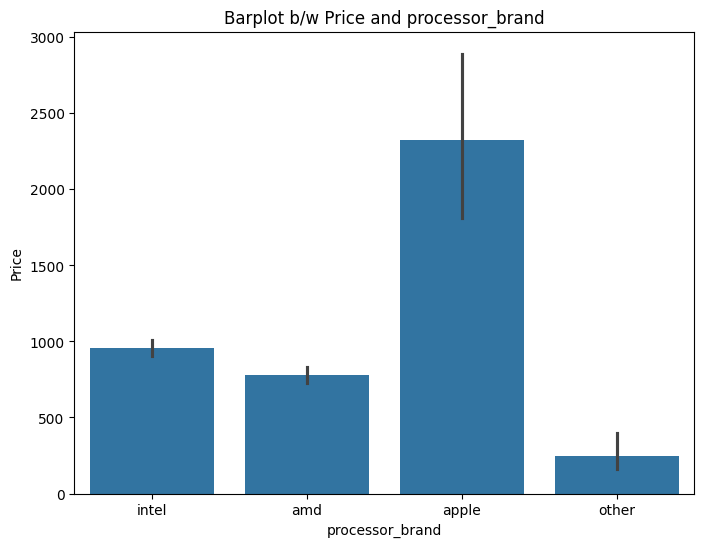 Barplot b/w Price and processor_brand
3000
2500
2000
1500
1000
500
0
Price
intel amd apple other
processor_brand